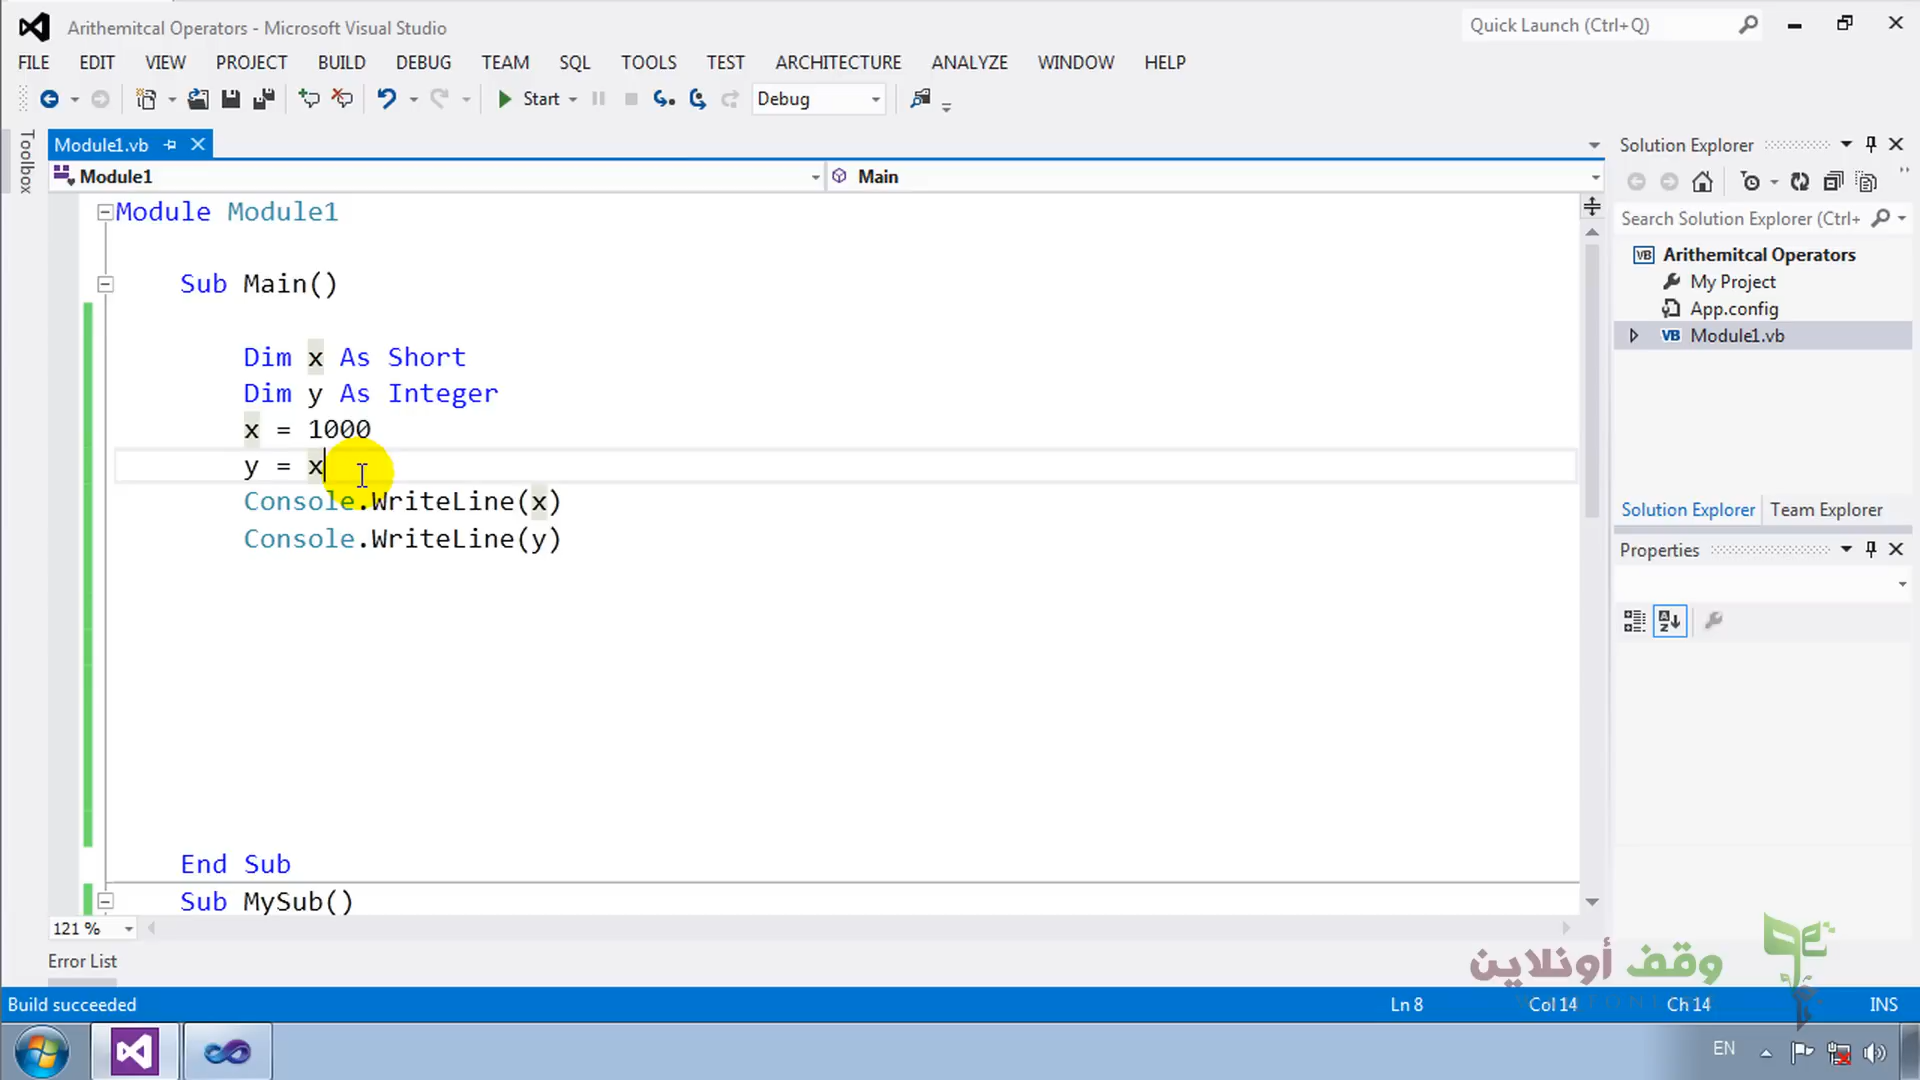 Arithemitcal Operators - Microsoft Visual Studio
Quick Launch (Ctrl+Q)
FILE EDIT VIEW PROJECT BUILD DEBUG TEAM SQL TOOLS TEST ARCHITECTURE ANALYZE WINDOW HELP
Start Debug
Toolbox
Module1.vb
Module1 Main
Module Module1
Sub Main()
Dim x As Short
Dim y As Integer
x = 1000
y = x
Console.WriteLine(x)
Console.WriteLine(y)
End Sub
Sub MySub()
121 %
Solution Explorer
Search Solution Explorer (Ctrl+
VB Arithemitcal Operators
My Project
App.config
VB Module1.vb
Solution Explorer Team Explorer
Properties
Error List
وقف أونلاين
Build succeeded Ln 8 Col 14 Ch 14 INS
EN